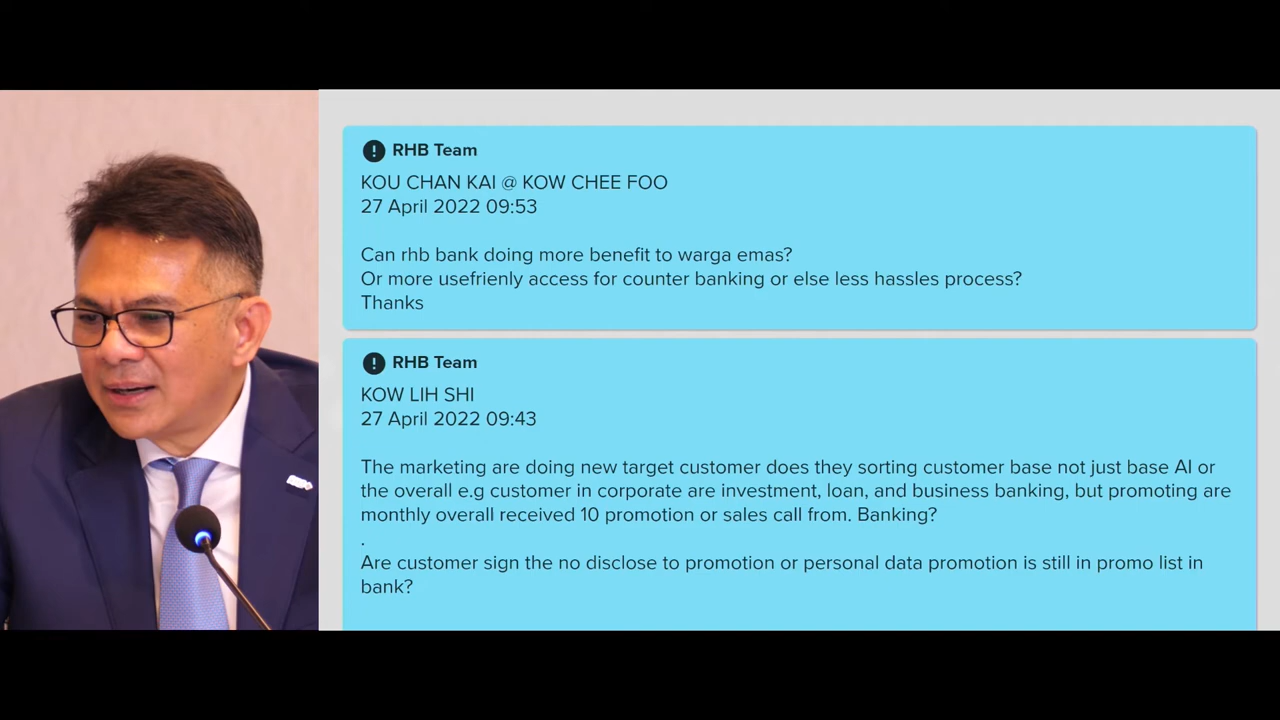 RHB Team
KOU CHAN KAI @ KOW CHEE FOO
27 April 2022 09:53
Can rhb bank doing more benefit to warga emas?
Or more usefrienly access for counter banking or else less hassles process?
Thanks
RHB Team
KOW LIH SHI
27 April 2022 09:43
The marketing are doing new target customer does they sorting customer base not just base AI or
the overall e.g customer in corporate are investment, loan, and business banking, but promoting are
monthly overall received 10 promotion or sales call from. Banking?
.
Are customer sign the no disclose to promotion or personal data promotion is still in promo list in
bank?